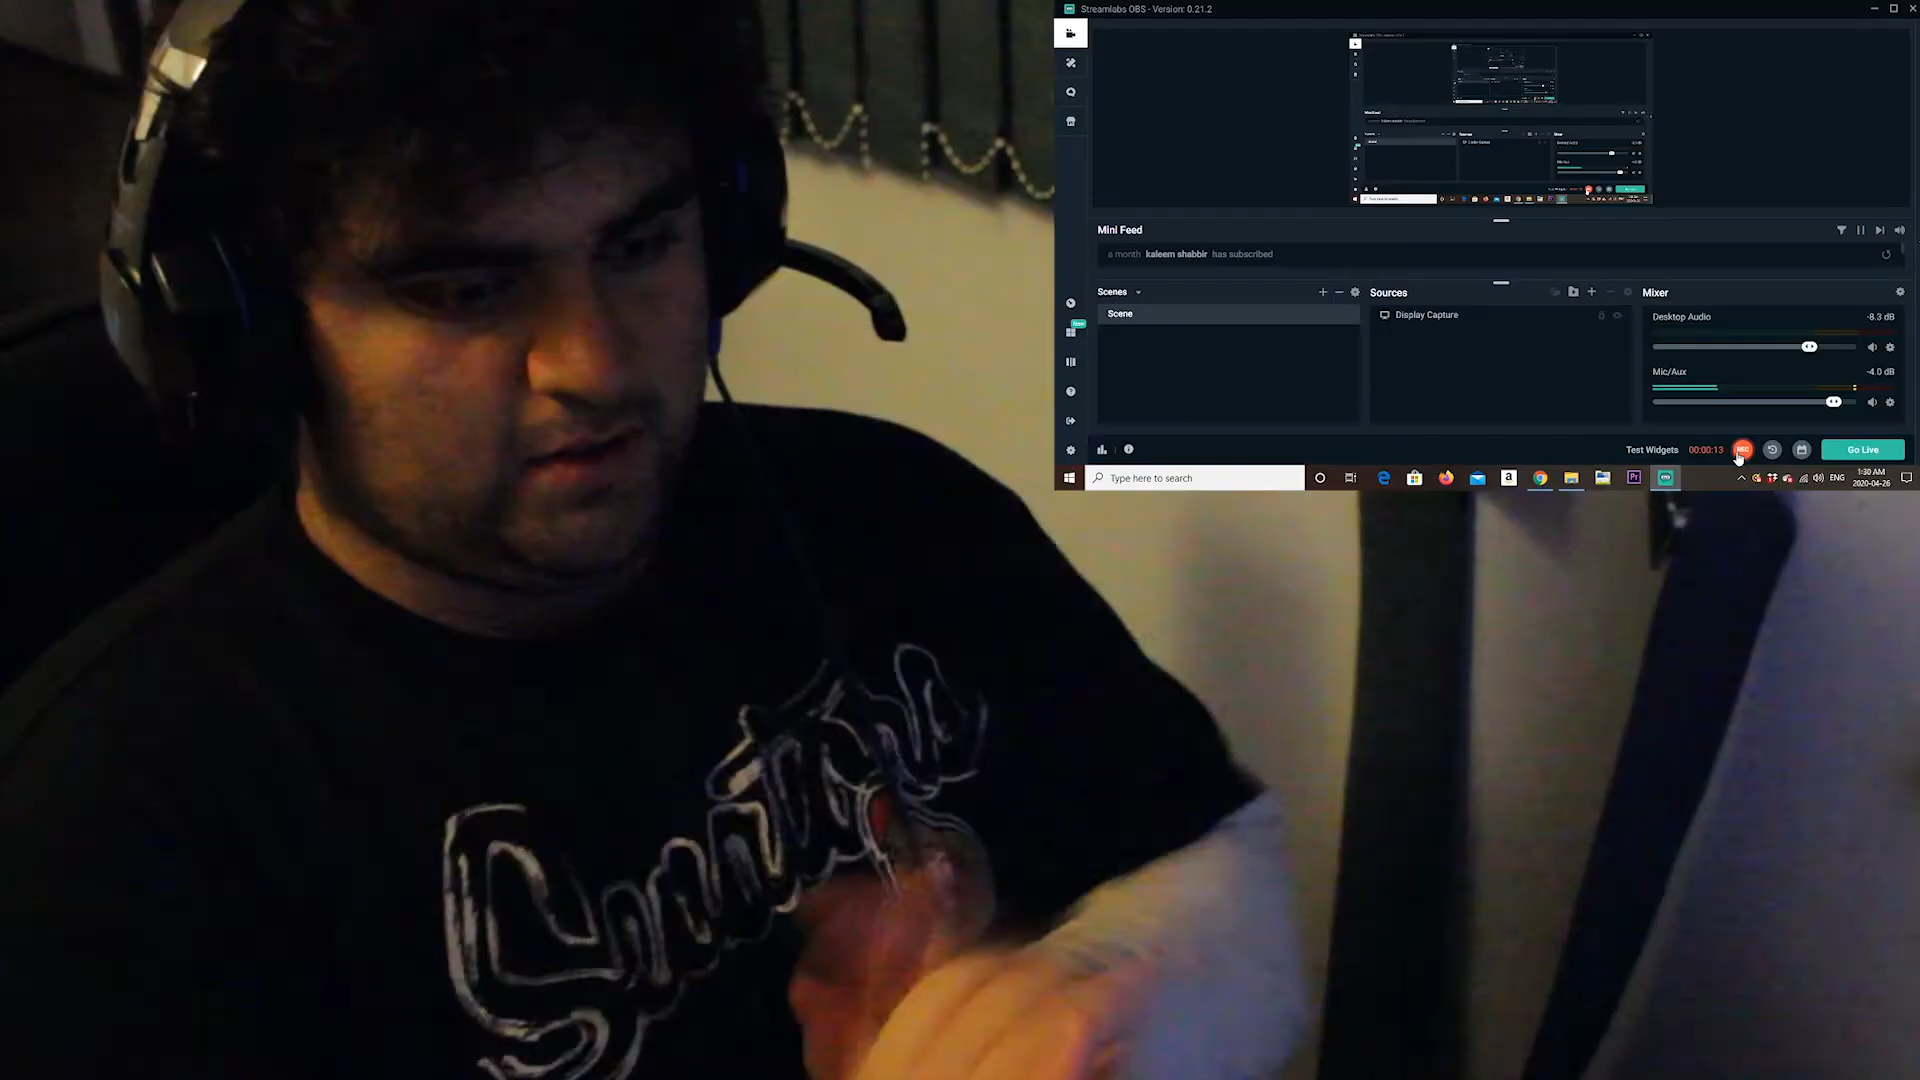 Streamlabs OBS - Version: 0.21.2
Mini Feed
a month kaleem shabbir has subscribed
Scenes
Sources
Mixer
Scene
Display Capture
Desktop Audio -8.3 dB
Mic/Aux -4.0 dB
New
Test Widgets 00:00:13 REC Go Live
Type here to search
a
Pr
ENG
1:30 AM
2020-04-26